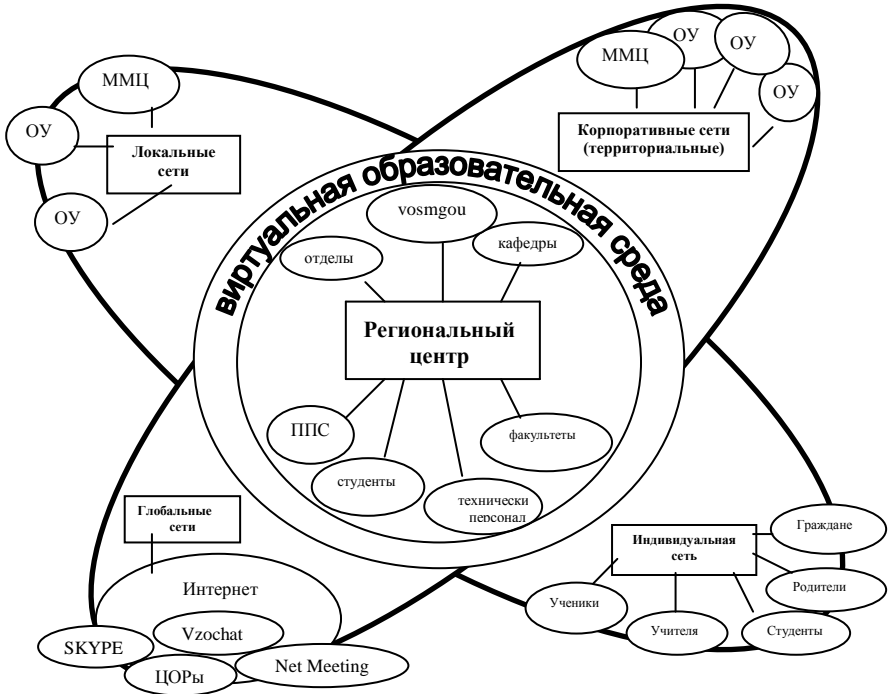 ММЦ
ОУ
ОУ
Локальные
сети
ММЦ
ОУ
ОУ
ОУ
Корпоративные сети
(территориальные)
виртуальная образовательная среда
vosmgou
отделы
кафедры
Региональный
центр
ППС
студенты
технически
персонал
факультеты
Глобальные
сети
Интернет
Vzochat
SKYPE
ЦОРы
Net Meeting
Индивидуальная
сеть
Граждане
Родители
Ученики
Учителя
Студенты